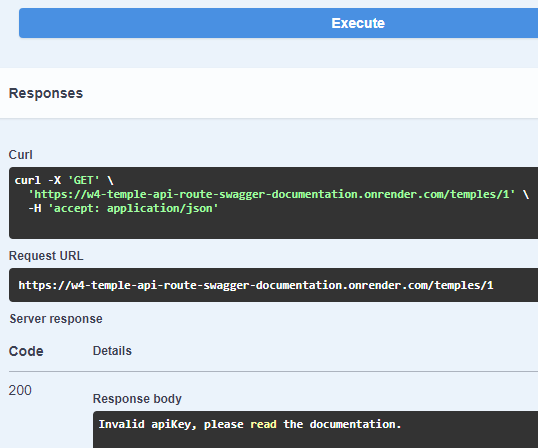 Execute
Responses
Curl
curl -X 'GET' \
  'https://w4-temple-api-route-swagger-documentation.onrender.com/temples/1' \
  -H 'accept: application/json'
Request URL
https://w4-temple-api-route-swagger-documentation.onrender.com/temples/1
Server response
Code Details
200
Response body
Invalid apiKey, please read the documentation.